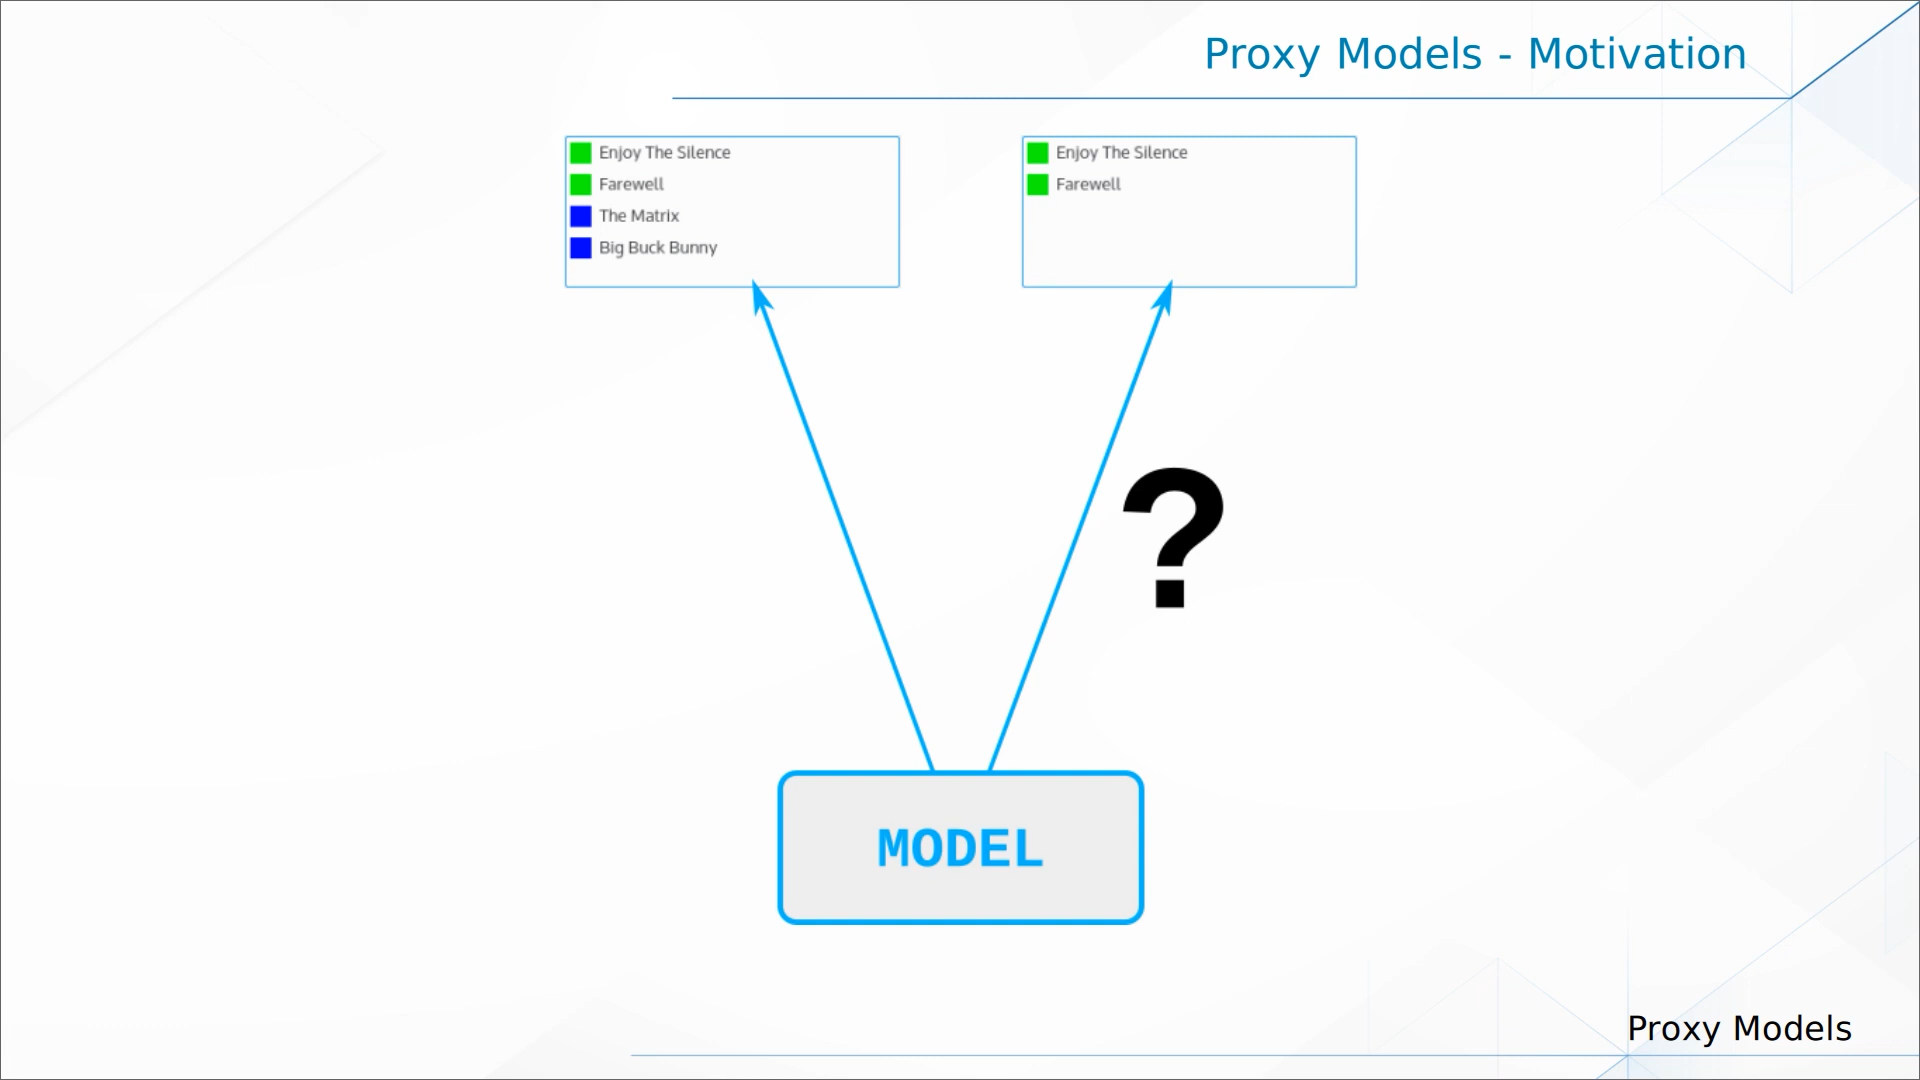 Proxy Models - Motivation
Enjoy The Silence
Farewell
The Matrix
Big Buck Bunny
Enjoy The Silence
Farewell
?
MODEL
Proxy Models